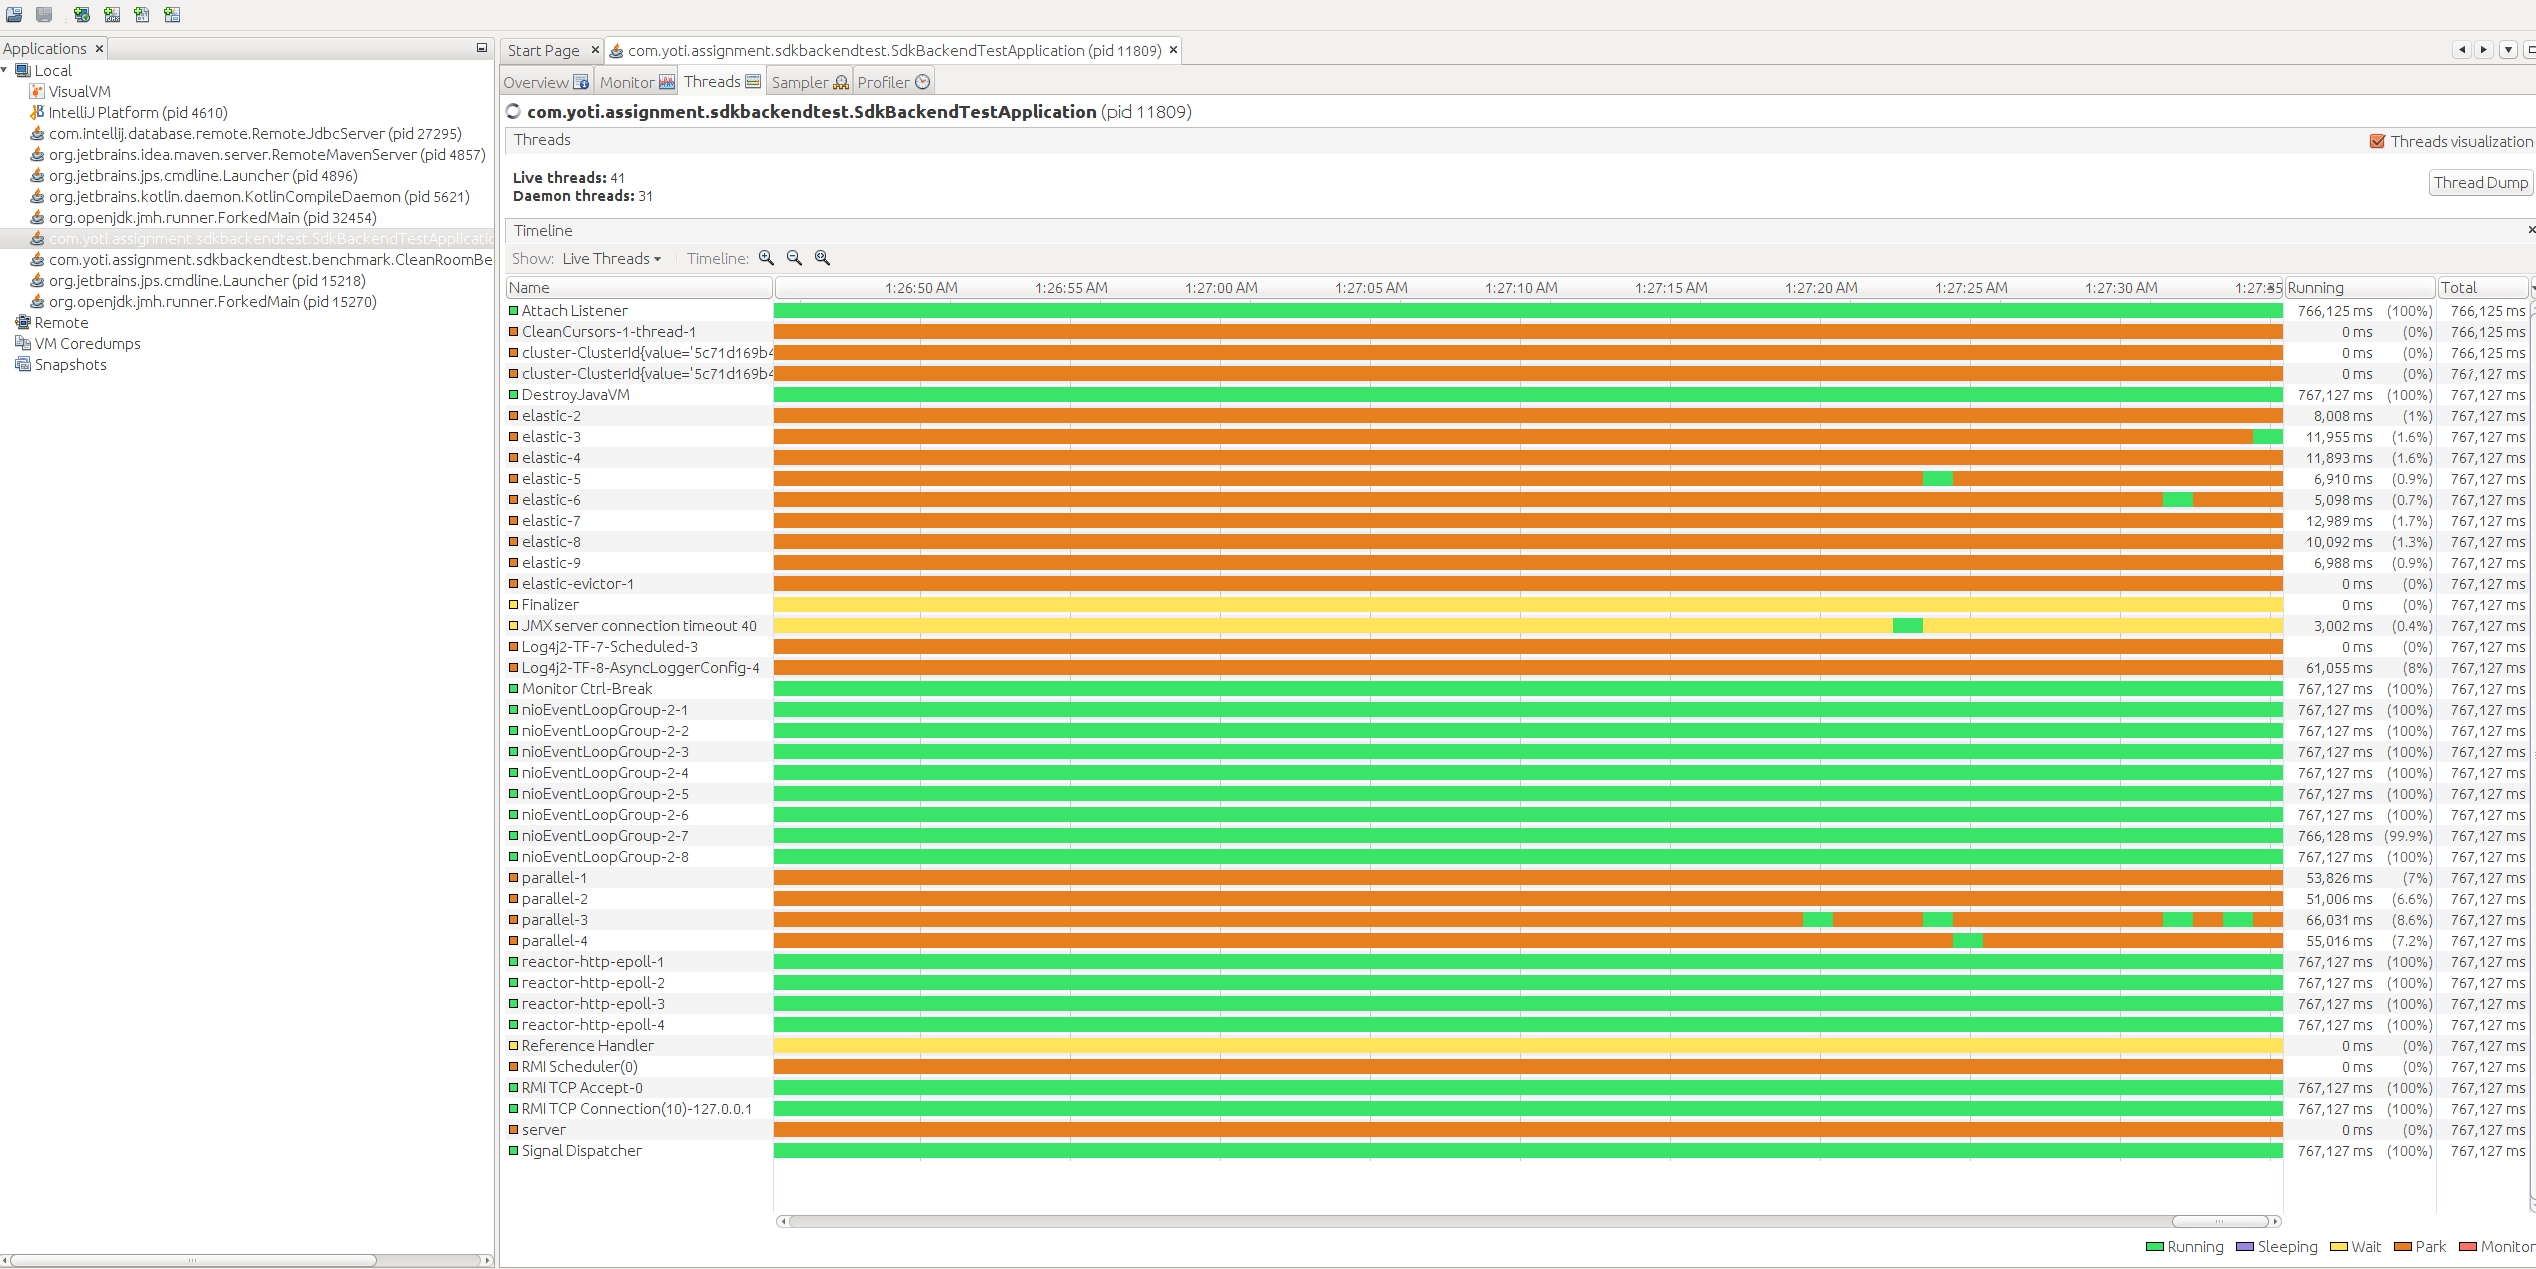 Applications
Local
VisualVM
IntelliJ Platform (pid 4610)
com.intellij.database.remote.RemoteJdbcServer (pid 27295)
org.jetbrains.idea.maven.server.RemoteMavenServer (pid 4857)
org.jetbrains.jps.cmdline.Launcher (pid 4896)
org.jetbrains.kotlin.daemon.KotlinCompileDaemon (pid 5621)
org.openjdk.jmh.runner.ForkedMain (pid 32454)
com.yoti.assignment.sdkbackendtest.SdkBackendTestApplicatio
com.yoti.assignment.sdkbackendtest.benchmark.CleanRoomBe
org.jetbrains.jps.cmdline.Launcher (pid 15218)
org.openjdk.jmh.runner.ForkedMain (pid 15270)
Remote
VM Coredumps
Snapshots
Start Page com.yoti.assignment.sdkbackendtest.SdkBackendTestApplication (pid 11809)
Overview Monitor Threads Sampler Profiler
com.yoti.assignment.sdkbackendtest.SdkBackendTestApplication (pid 11809)
Threads Threads visualization
Live threads: 41
Daemon threads: 31
Thread Dump
Timeline
Show: Live Threads Timeline:
Name 1:26:50 AM 1:26:55 AM 1:27:00 AM 1:27:05 AM 1:27:10 AM 1:27:15 AM 1:27:20 AM 1:27:25 AM 1:27:30 AM 1:27:35 Running Total
Attach Listener 766,125 ms (100%) 766,125 ms
CleanCursors-1-thread-1 0 ms (0%) 766,125 ms
cluster-ClusterId{value='5c71d169b4 0 ms (0%) 766,125 ms
cluster-ClusterId{value='5c71d169b4 0 ms (0%) 767,127 ms
DestroyJavaVM 767,127 ms (100%) 767,127 ms
elastic-2 8,008 ms (1%) 767,127 ms
elastic-3 11,955 ms (1.6%) 767,127 ms
elastic-4 11,893 ms (1.6%) 767,127 ms
elastic-5 6,910 ms (0.9%) 767,127 ms
elastic-6 5,098 ms (0.7%) 767,127 ms
elastic-7 12,989 ms (1.7%) 767,127 ms
elastic-8 10,092 ms (1.3%) 767,127 ms
elastic-9 6,988 ms (0.9%) 767,127 ms
elastic-evictor-1 0 ms (0%) 767,127 ms
Finalizer 0 ms (0%) 767,127 ms
JMX server connection timeout 40 3,002 ms (0.4%) 767,127 ms
Log4j2-TF-7-Scheduled-3 0 ms (0%) 767,127 ms
Log4j2-TF-8-AsyncLoggerConfig-4 61,055 ms (8%) 767,127 ms
Monitor Ctrl-Break 767,127 ms (100%) 767,127 ms
nioEventLoopGroup-2-1 767,127 ms (100%) 767,127 ms
nioEventLoopGroup-2-2 767,127 ms (100%) 767,127 ms
nioEventLoopGroup-2-3 767,127 ms (100%) 767,127 ms
nioEventLoopGroup-2-4 767,127 ms (100%) 767,127 ms
nioEventLoopGroup-2-5 767,127 ms (100%) 767,127 ms
nioEventLoopGroup-2-6 767,127 ms (100%) 767,127 ms
nioEventLoopGroup-2-7 766,128 ms (99.9%) 767,127 ms
nioEventLoopGroup-2-8 767,127 ms (100%) 767,127 ms
parallel-1 53,826 ms (7%) 767,127 ms
parallel-2 51,006 ms (6.6%) 767,127 ms
parallel-3 66,031 ms (8.6%) 767,127 ms
parallel-4 55,016 ms (7.2%) 767,127 ms
reactor-http-epoll-1 767,127 ms (100%) 767,127 ms
reactor-http-epoll-2 767,127 ms (100%) 767,127 ms
reactor-http-epoll-3 767,127 ms (100%) 767,127 ms
reactor-http-epoll-4 767,127 ms (100%) 767,127 ms
Reference Handler 0 ms (0%) 767,127 ms
RMI Scheduler(0) 0 ms (0%) 767,127 ms
RMI TCP Accept-0 767,127 ms (100%) 767,127 ms
RMI TCP Connection(10)-127.0.0.1 767,127 ms (100%) 767,127 ms
server 0 ms (0%) 767,127 ms
Signal Dispatcher 767,127 ms (100%) 767,127 ms
Running Sleeping Wait Park Monitor